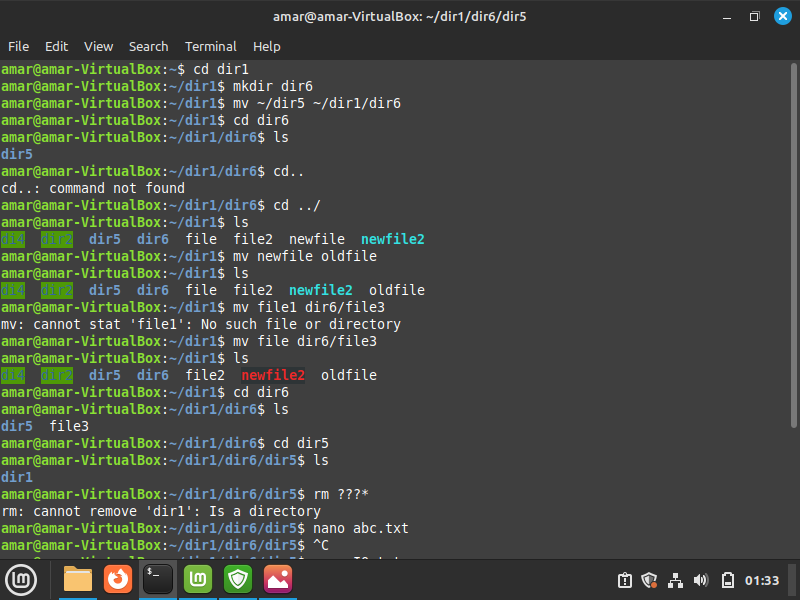 amar@amar-VirtualBox: ~/dir1/dir6/dir5
File Edit View Search Terminal Help
amar@amar-VirtualBox:~$ cd dir1
amar@amar-VirtualBox:~/dir1$ mkdir dir6
amar@amar-VirtualBox:~/dir1$ mv ~/dir5 ~/dir1/dir6
amar@amar-VirtualBox:~/dir1$ cd dir6
amar@amar-VirtualBox:~/dir1/dir6$ ls
dir5
amar@amar-VirtualBox:~/dir1/dir6$ cd..
cd..: command not found
amar@amar-VirtualBox:~/dir1/dir6$ cd ../
amar@amar-VirtualBox:~/dir1$ ls
di4 dir2 dir5 dir6 file file2 newfile newfile2
amar@amar-VirtualBox:~/dir1$ mv newfile oldfile
amar@amar-VirtualBox:~/dir1$ ls
di4 dir2 dir5 dir6 file file2 newfile2 oldfile
amar@amar-VirtualBox:~/dir1$ mv file1 dir6/file3
mv: cannot stat 'file1': No such file or directory
amar@amar-VirtualBox:~/dir1$ mv file dir6/file3
amar@amar-VirtualBox:~/dir1$ ls
di4 dir2 dir5 dir6 file2 newfile2 oldfile
amar@amar-VirtualBox:~/dir1$ cd dir6
amar@amar-VirtualBox:~/dir1/dir6$ ls
dir5 file3
amar@amar-VirtualBox:~/dir1/dir6$ cd dir5
amar@amar-VirtualBox:~/dir1/dir6/dir5$ ls
dir1
amar@amar-VirtualBox:~/dir1/dir6/dir5$ rm ???*
rm: cannot remove 'dir1': Is a directory
amar@amar-VirtualBox:~/dir1/dir6/dir5$ nano abc.txt
amar@amar-VirtualBox:~/dir1/dir6/dir5$ ^C
01:33